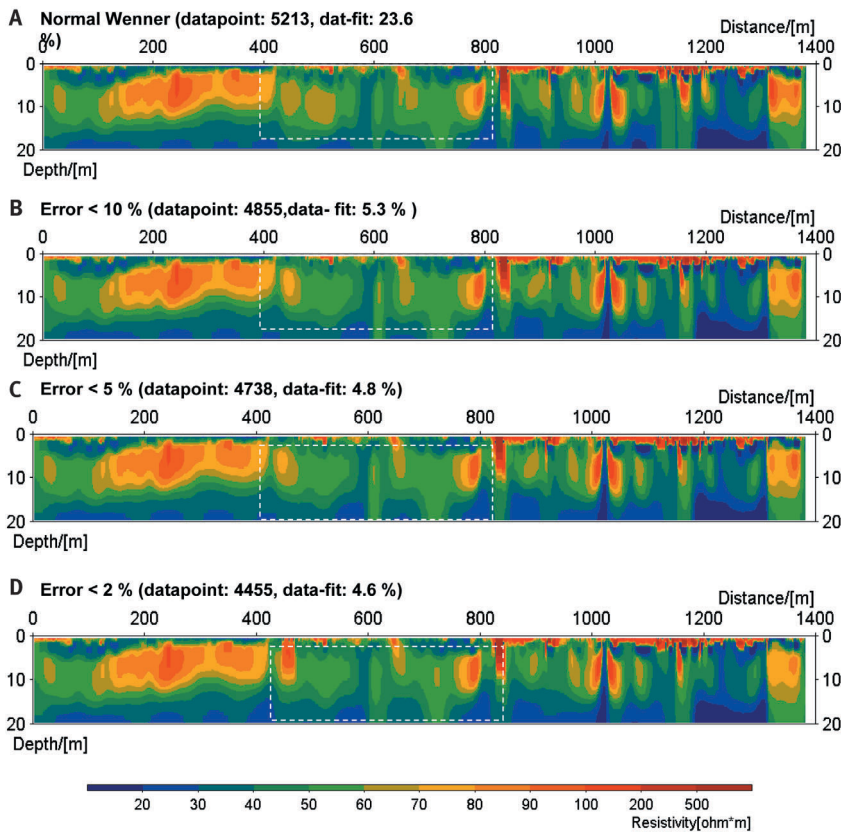 A Normal Wenner (datapoint: 5213, dat-fit: 23.6
%)
Distance/[m]
0 200 400 600 800 1000 1200 1400
0 0
10 10
20 20
Depth/[m]
B Error < 10 % (datapoint: 4855,data- fit: 5.3 % )
Distance/[m]
0 200 400 600 800 1000 1200 1400
0 0
10 10
20 20
Depth/[m]
C Error < 5 % (datapoint: 4738, data-fit: 4.8 %)
Distance/[m]
0 200 400 600 800 1000 1200 1400
0 0
10 10
20 20
Depth/[m]
D Error < 2 % (datapoint: 4455, data-fit: 4.6 %)
Distance/[m]
0 200 400 600 800 1000 1200 1400
0 0
10 10
20 20
Depth/[m]
20 30 40 50 60 70 80 90 100 200 500
Resistivity[ohm*m]